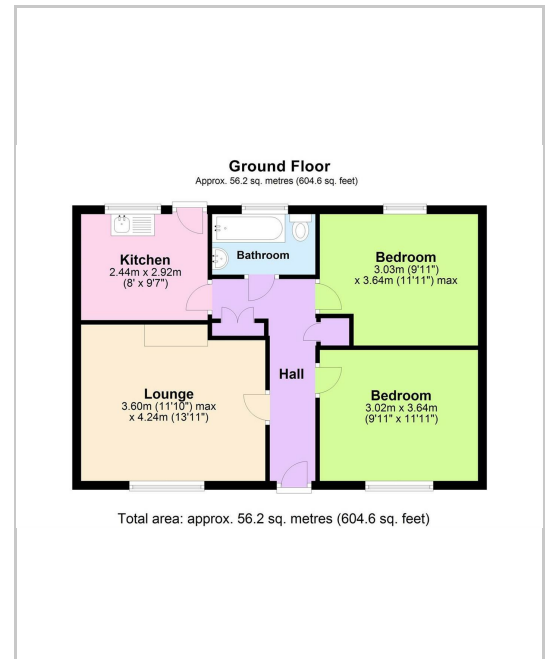 Ground Floor
Approx. 56.2 sq. metres (604.6 sq. feet)
Kitchen
2.44m x 2.92m
(8' x 9'7")
Bathroom
Bedroom
3.03m (9'11")
x 3.64m (11'11") max
Lounge
3.60m (11'10") max
x 4.24m (13'11")
Hall
Bedroom
3.02m x 3.64m
(9'11" x 11'11")
Total area: approx. 56.2 sq. metres (604.6 sq. feet)